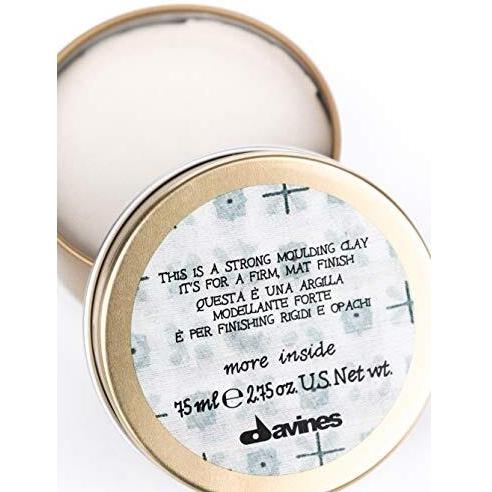 THIS IS A STRONG MOULDING CLAY
IT'S FOR A FIRM, MAT FINISH
QUESTA È UNA ARGILLA
MODELLANTE FORTE
È PER FINISHING RIGIDI E OPACHI
more inside
75 ml ℮ 2.75 oz. U.S. Net wt.
davines